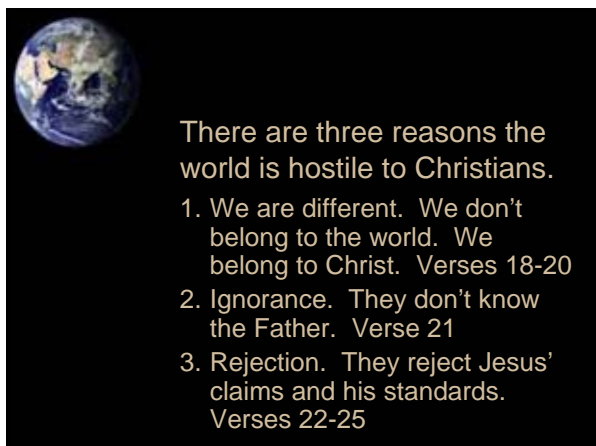 There are three reasons the
world is hostile to Christians.
1. We are different.  We don’t
belong to the world.  We
belong to Christ.  Verses 18-20
2. Ignorance.  They don’t know
the Father.  Verse 21
3. Rejection.  They reject Jesus’
claims and his standards.
Verses 22-25